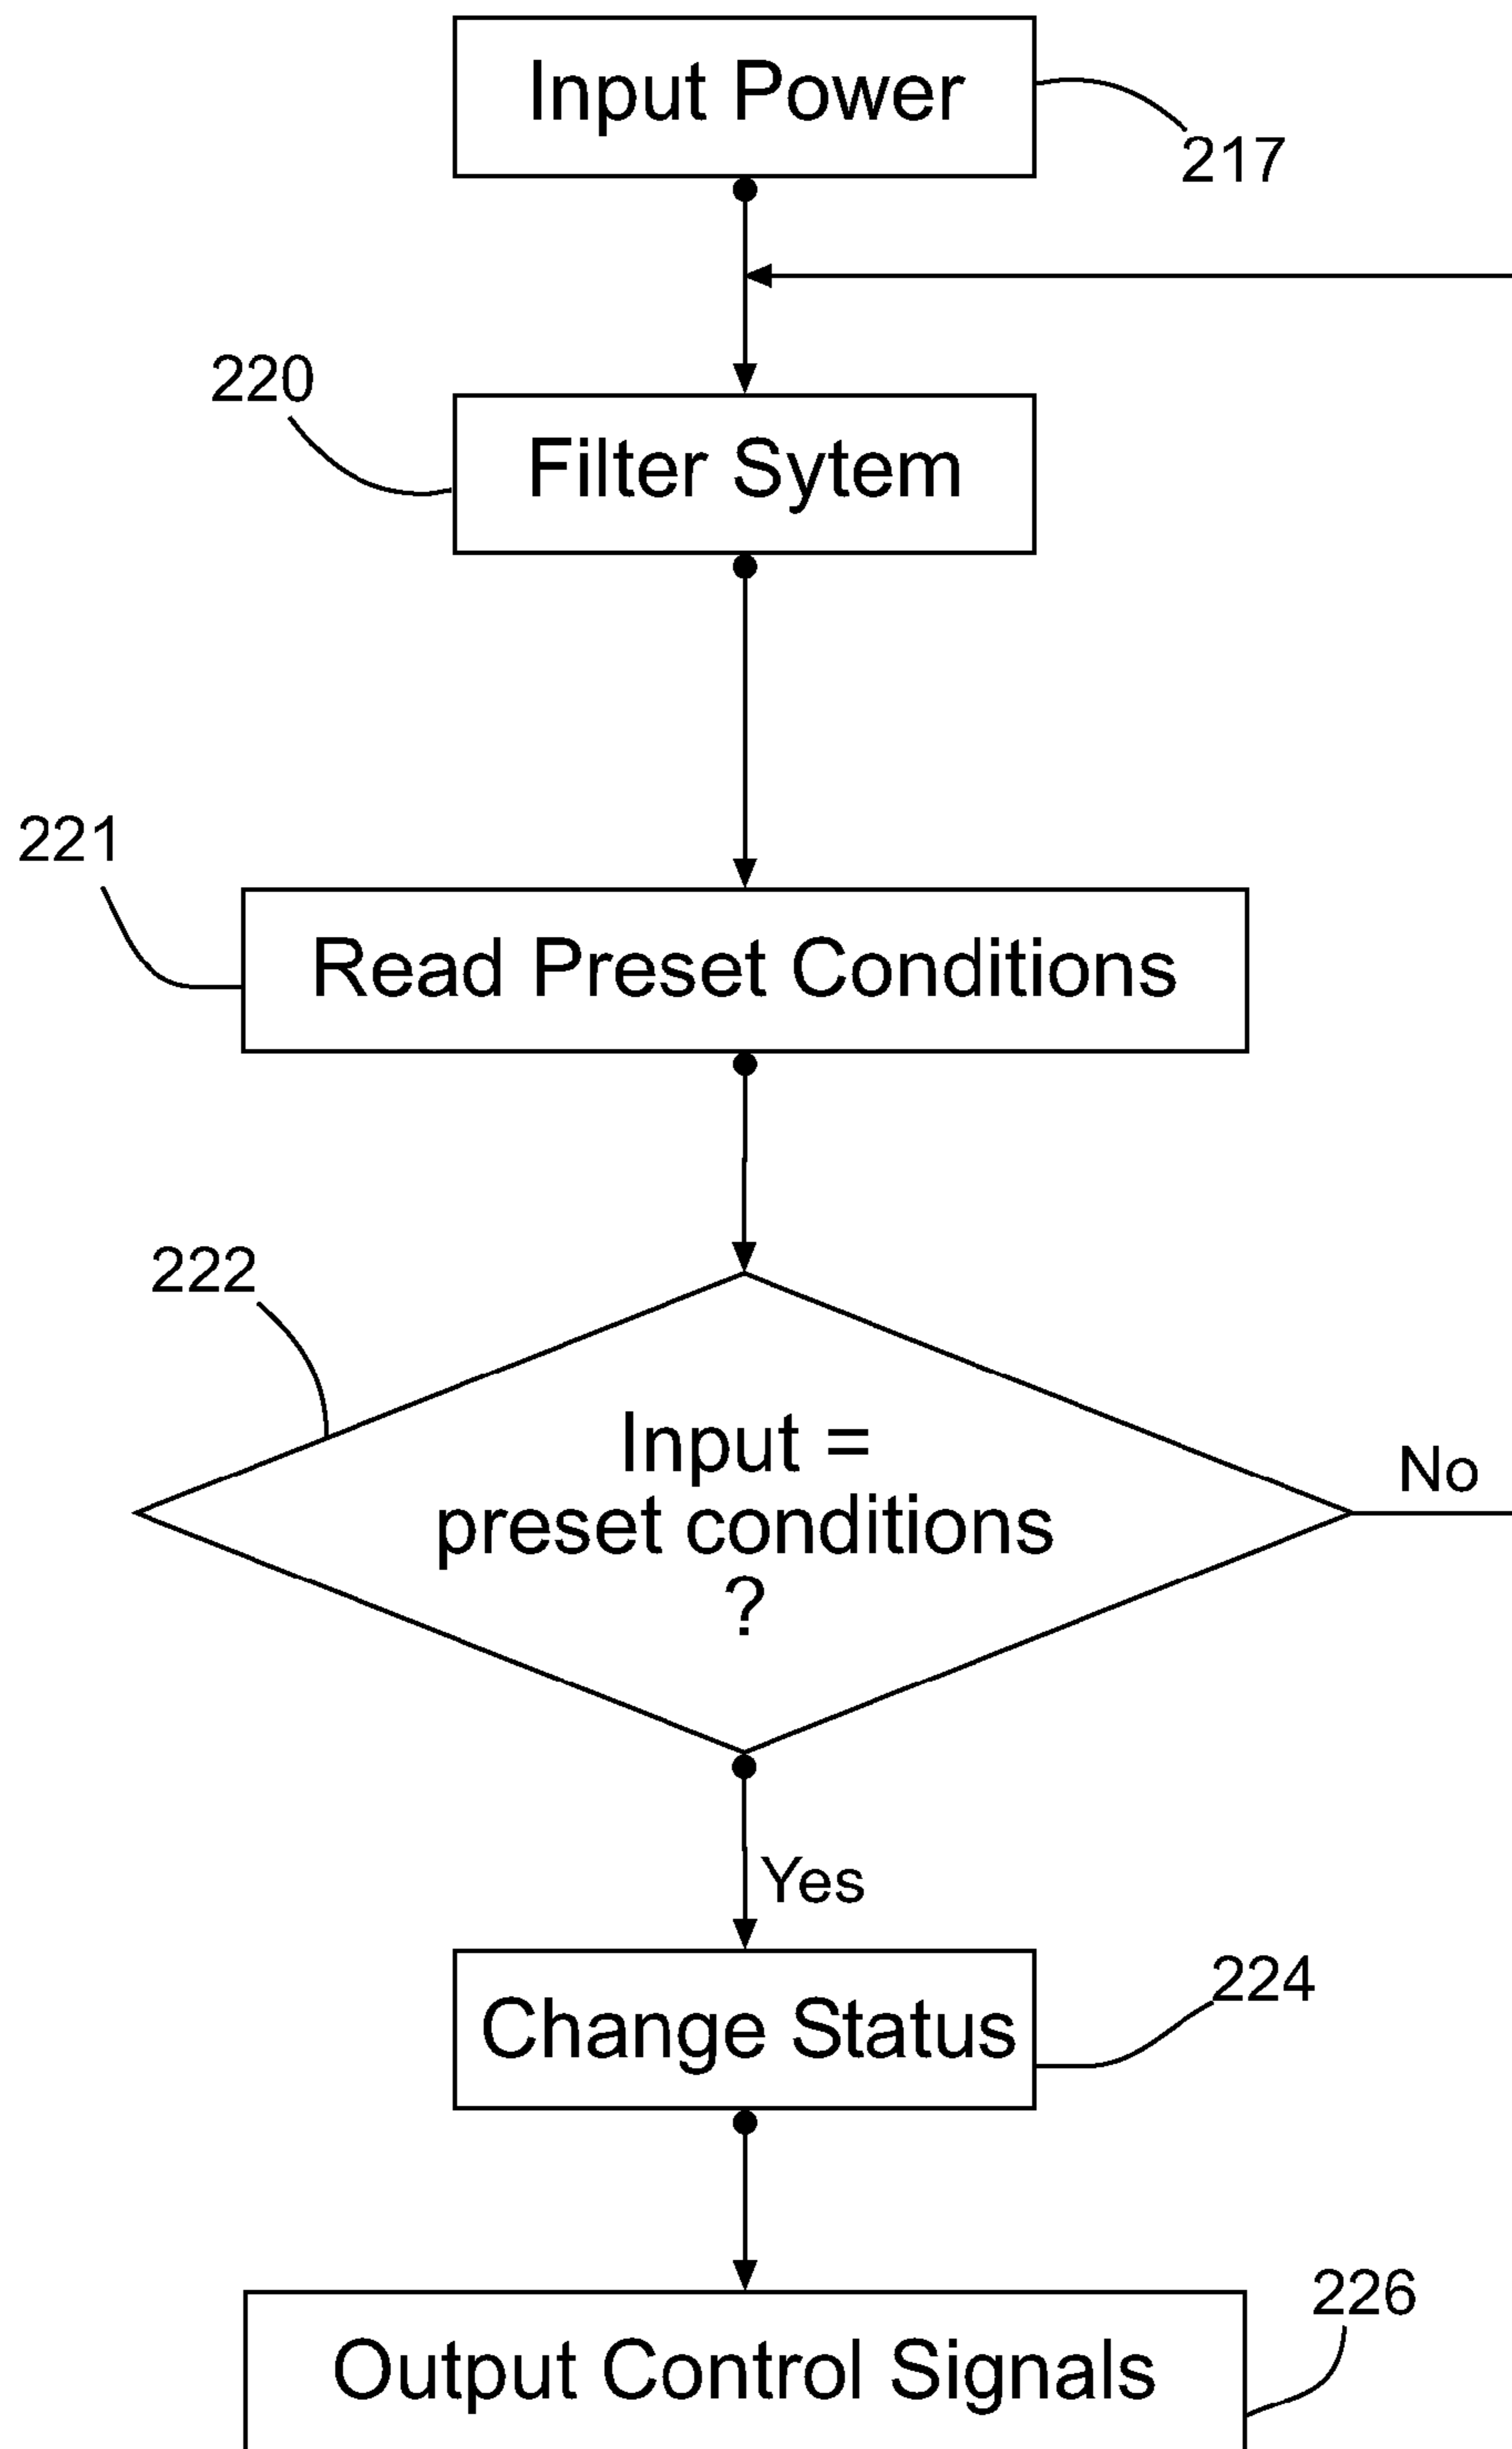 Input Power
217
220
Filter Sytem
221
Read Preset Conditions
222
Input =
preset conditions
?
No
Yes
Change Status
224
Output Control Signals
226